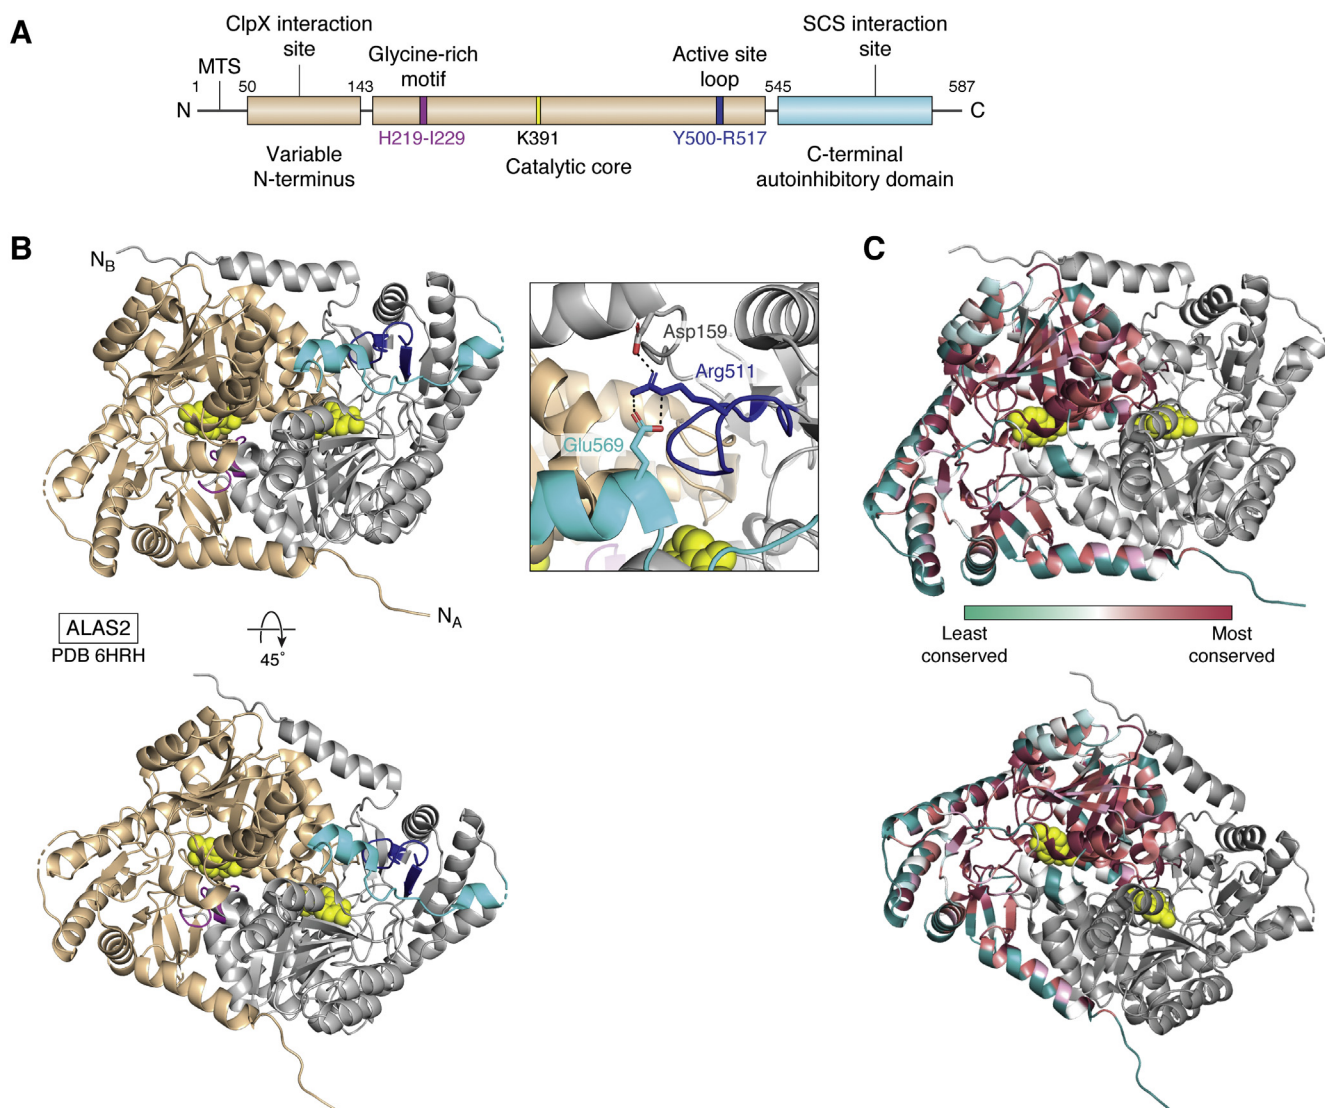 A
ClpX interaction
site
SCS interaction
site
Glycine-rich
motif
Active site
loop
MTS
1
50
143
545
587
N
C
H219-I229
K391
Y500-R517
Variable
N-terminus
Catalytic core
C-terminal
autoinhibitory domain
B
N_B
Asp159
Arg511
Glu569
N_A
ALAS2
PDB 6HRH
45°
C
Least
conserved
Most
conserved